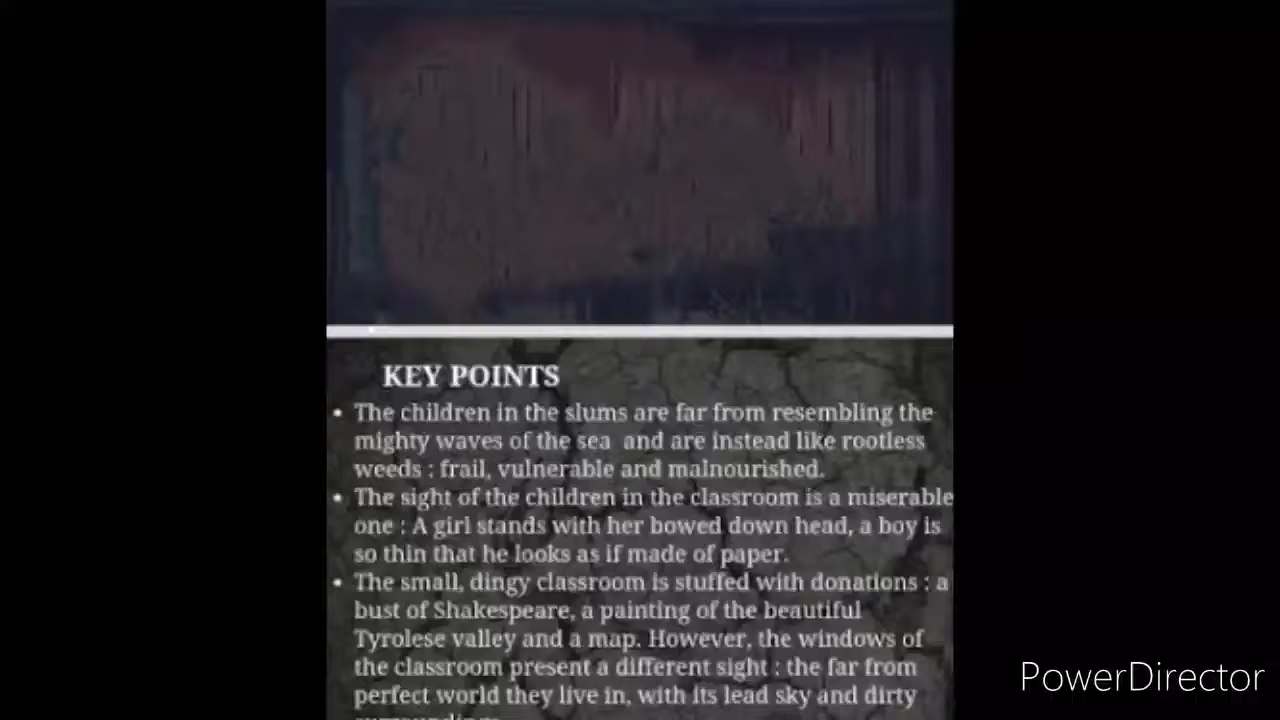 KEY POINTS
• The children in the slums are far from resembling the
mighty waves of the sea and are instead like rootless
weeds : frail, vulnerable and malnourished.
• The sight of the children in the classroom is a miserable
one : A girl stands with her bowed down head, a boy is
so thin that he looks as if made of paper.
• The small, dingy classroom is stuffed with donations : a
bust of Shakespeare, a painting of the beautiful
Tyrolese valley and a map. However, the windows of
the classroom present a different sight : the far from
perfect world they live in, with its lead sky and dirty
PowerDirector